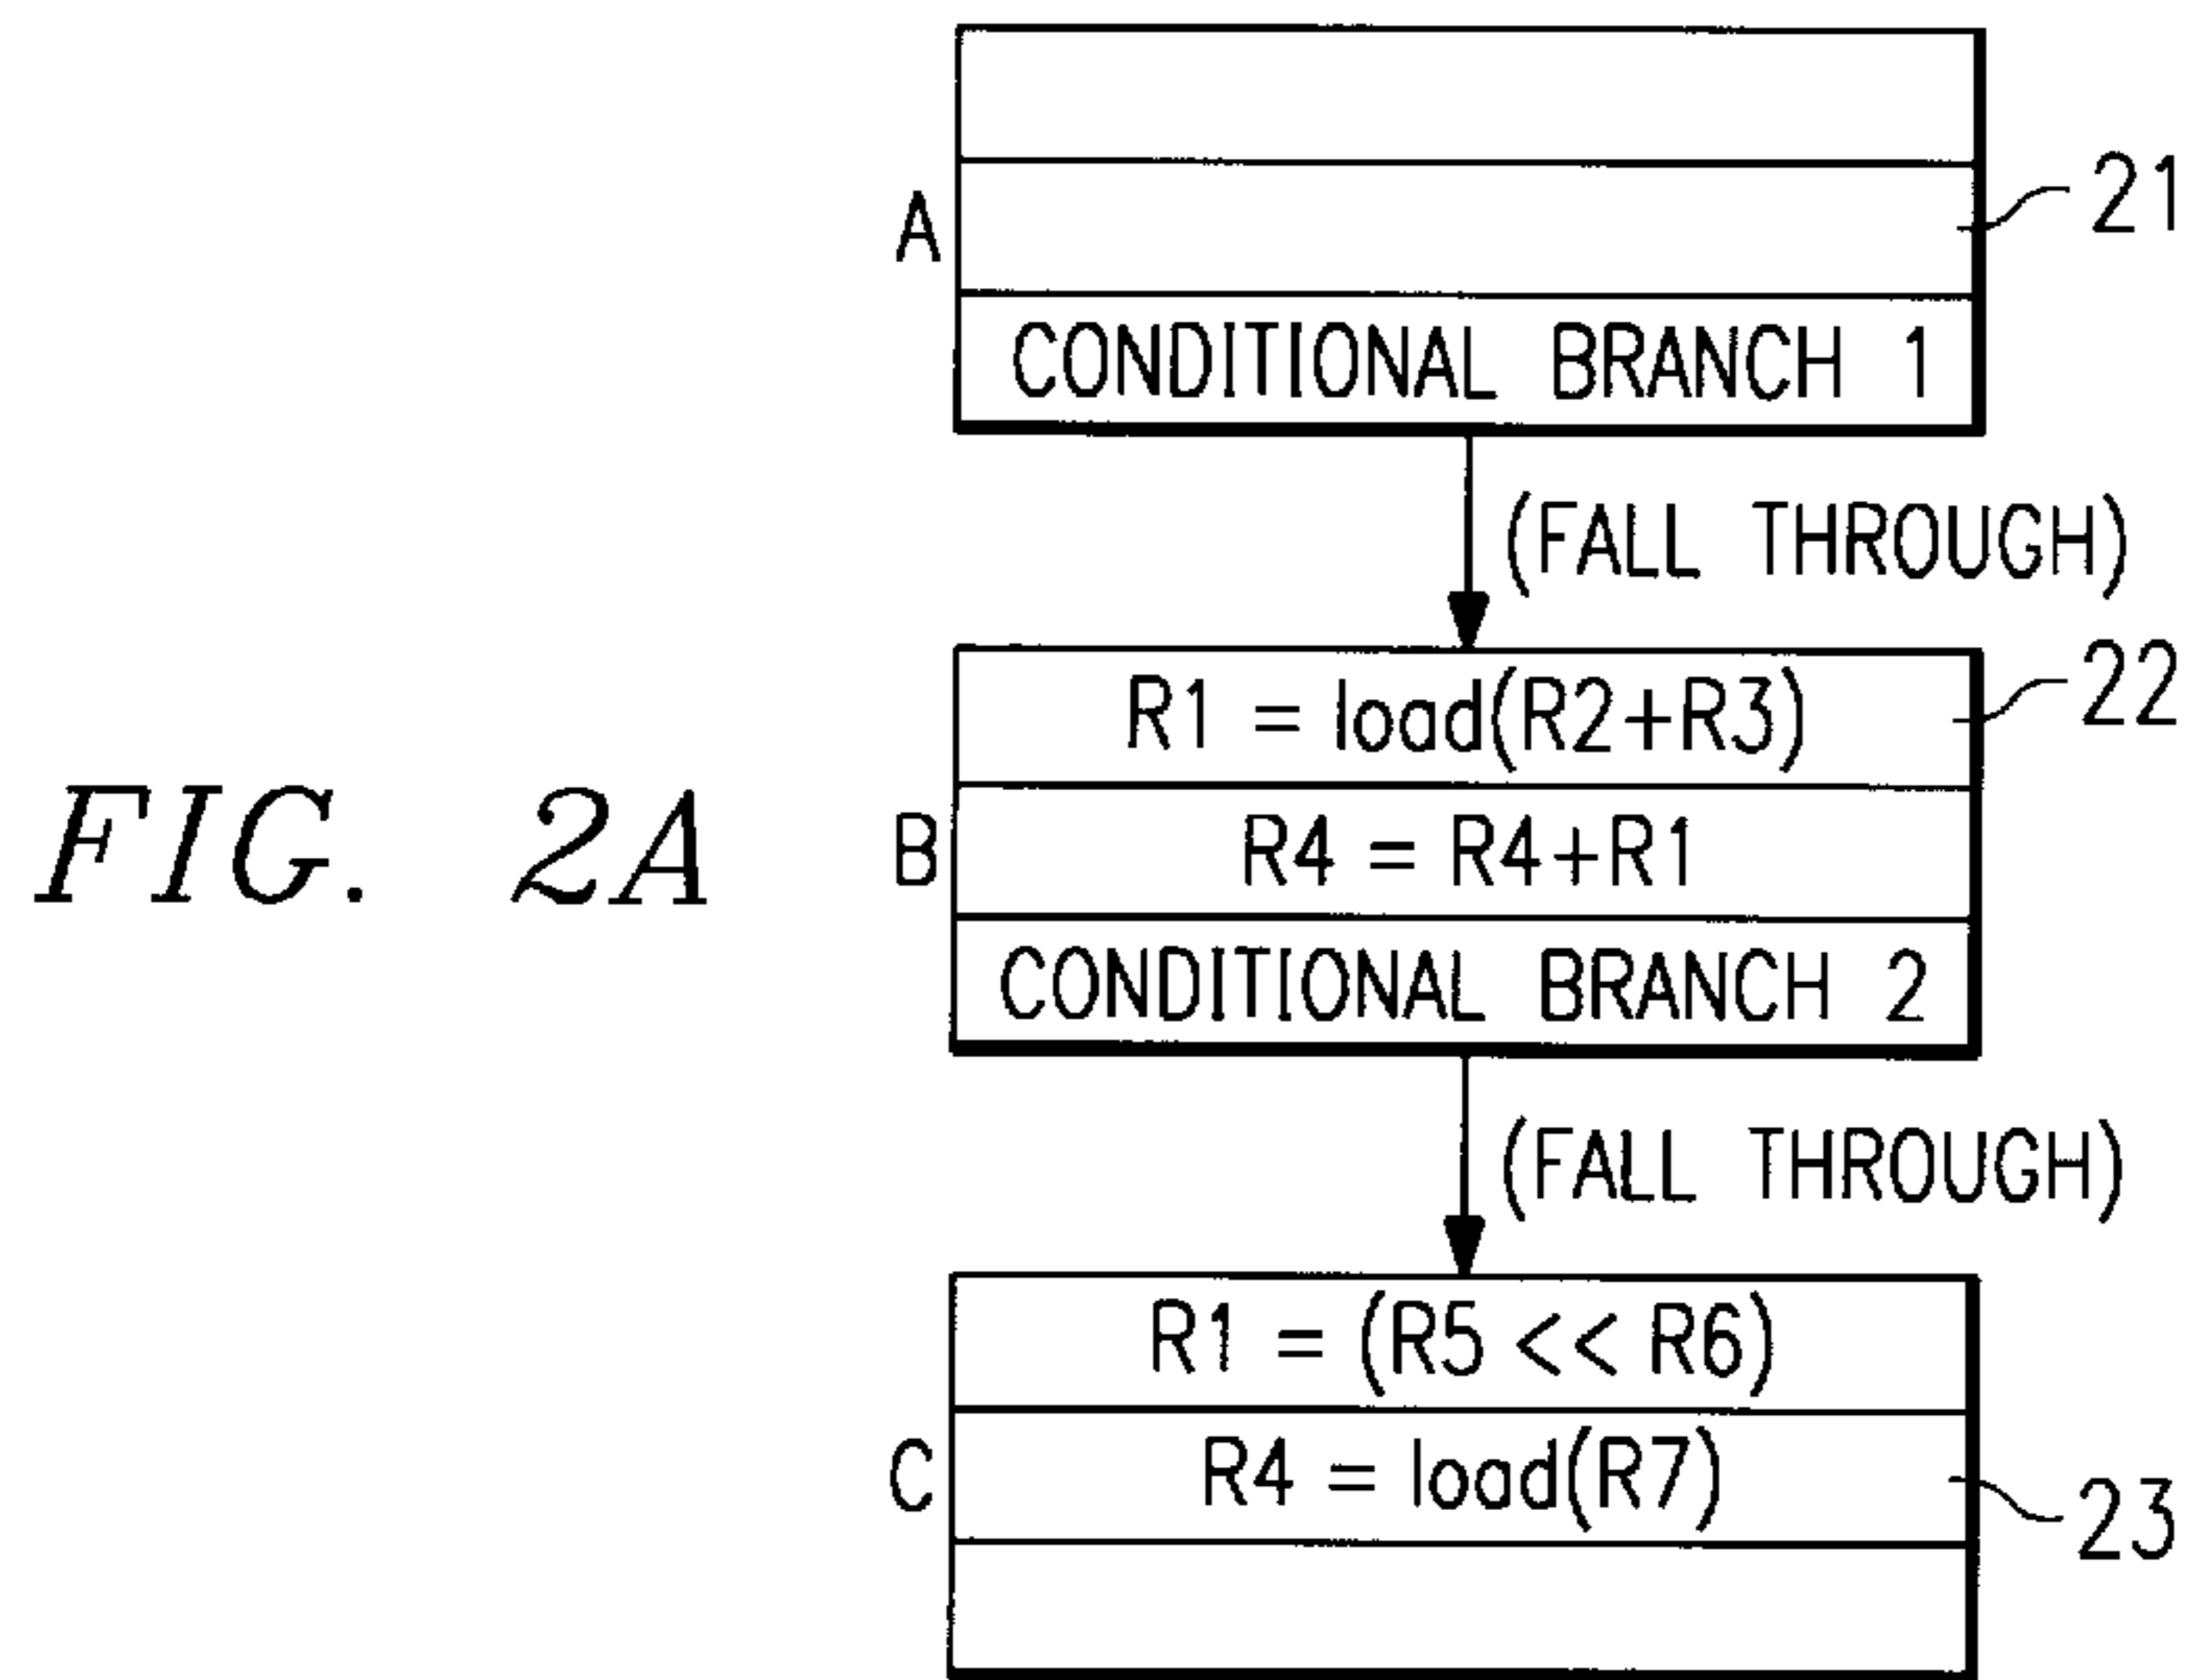 A
21
CONDITIONAL BRANCH 1
(FALL THROUGH)
R1 = load(R2+R3)
22
FIG. 2A
B
R4 = R4+R1
CONDITIONAL BRANCH 2
(FALL THROUGH)
R1 = (R5 << R6)
C
R4 = load(R7)
23